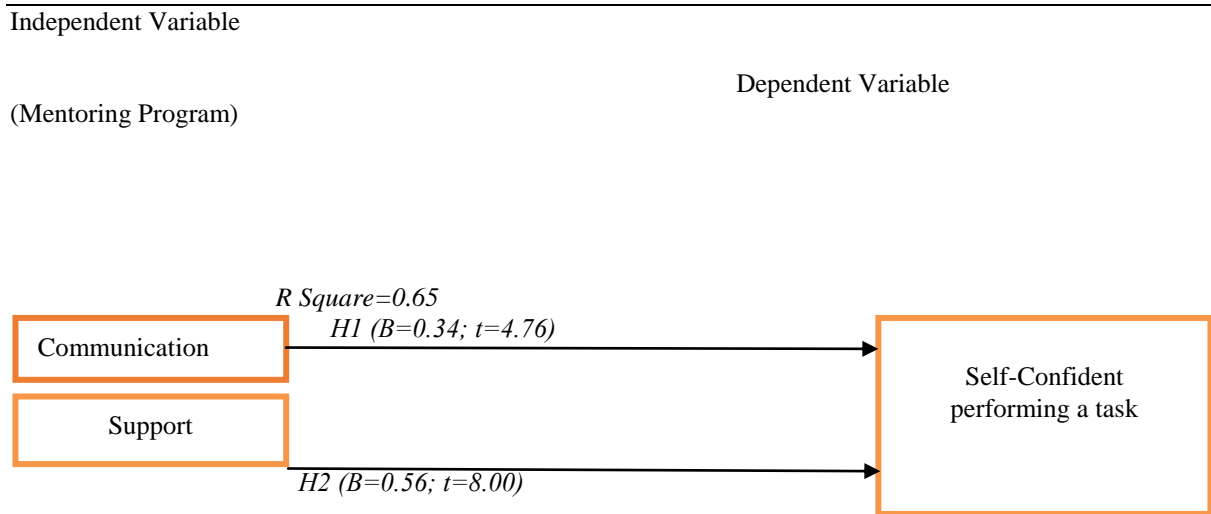 Independent Variable
Dependent Variable
(Mentoring Program)
R Square=0.65
H1 (B=0.34; t=4.76)
Communication
Self-Confident
performing a task
Support
H2 (B=0.56; t=8.00)